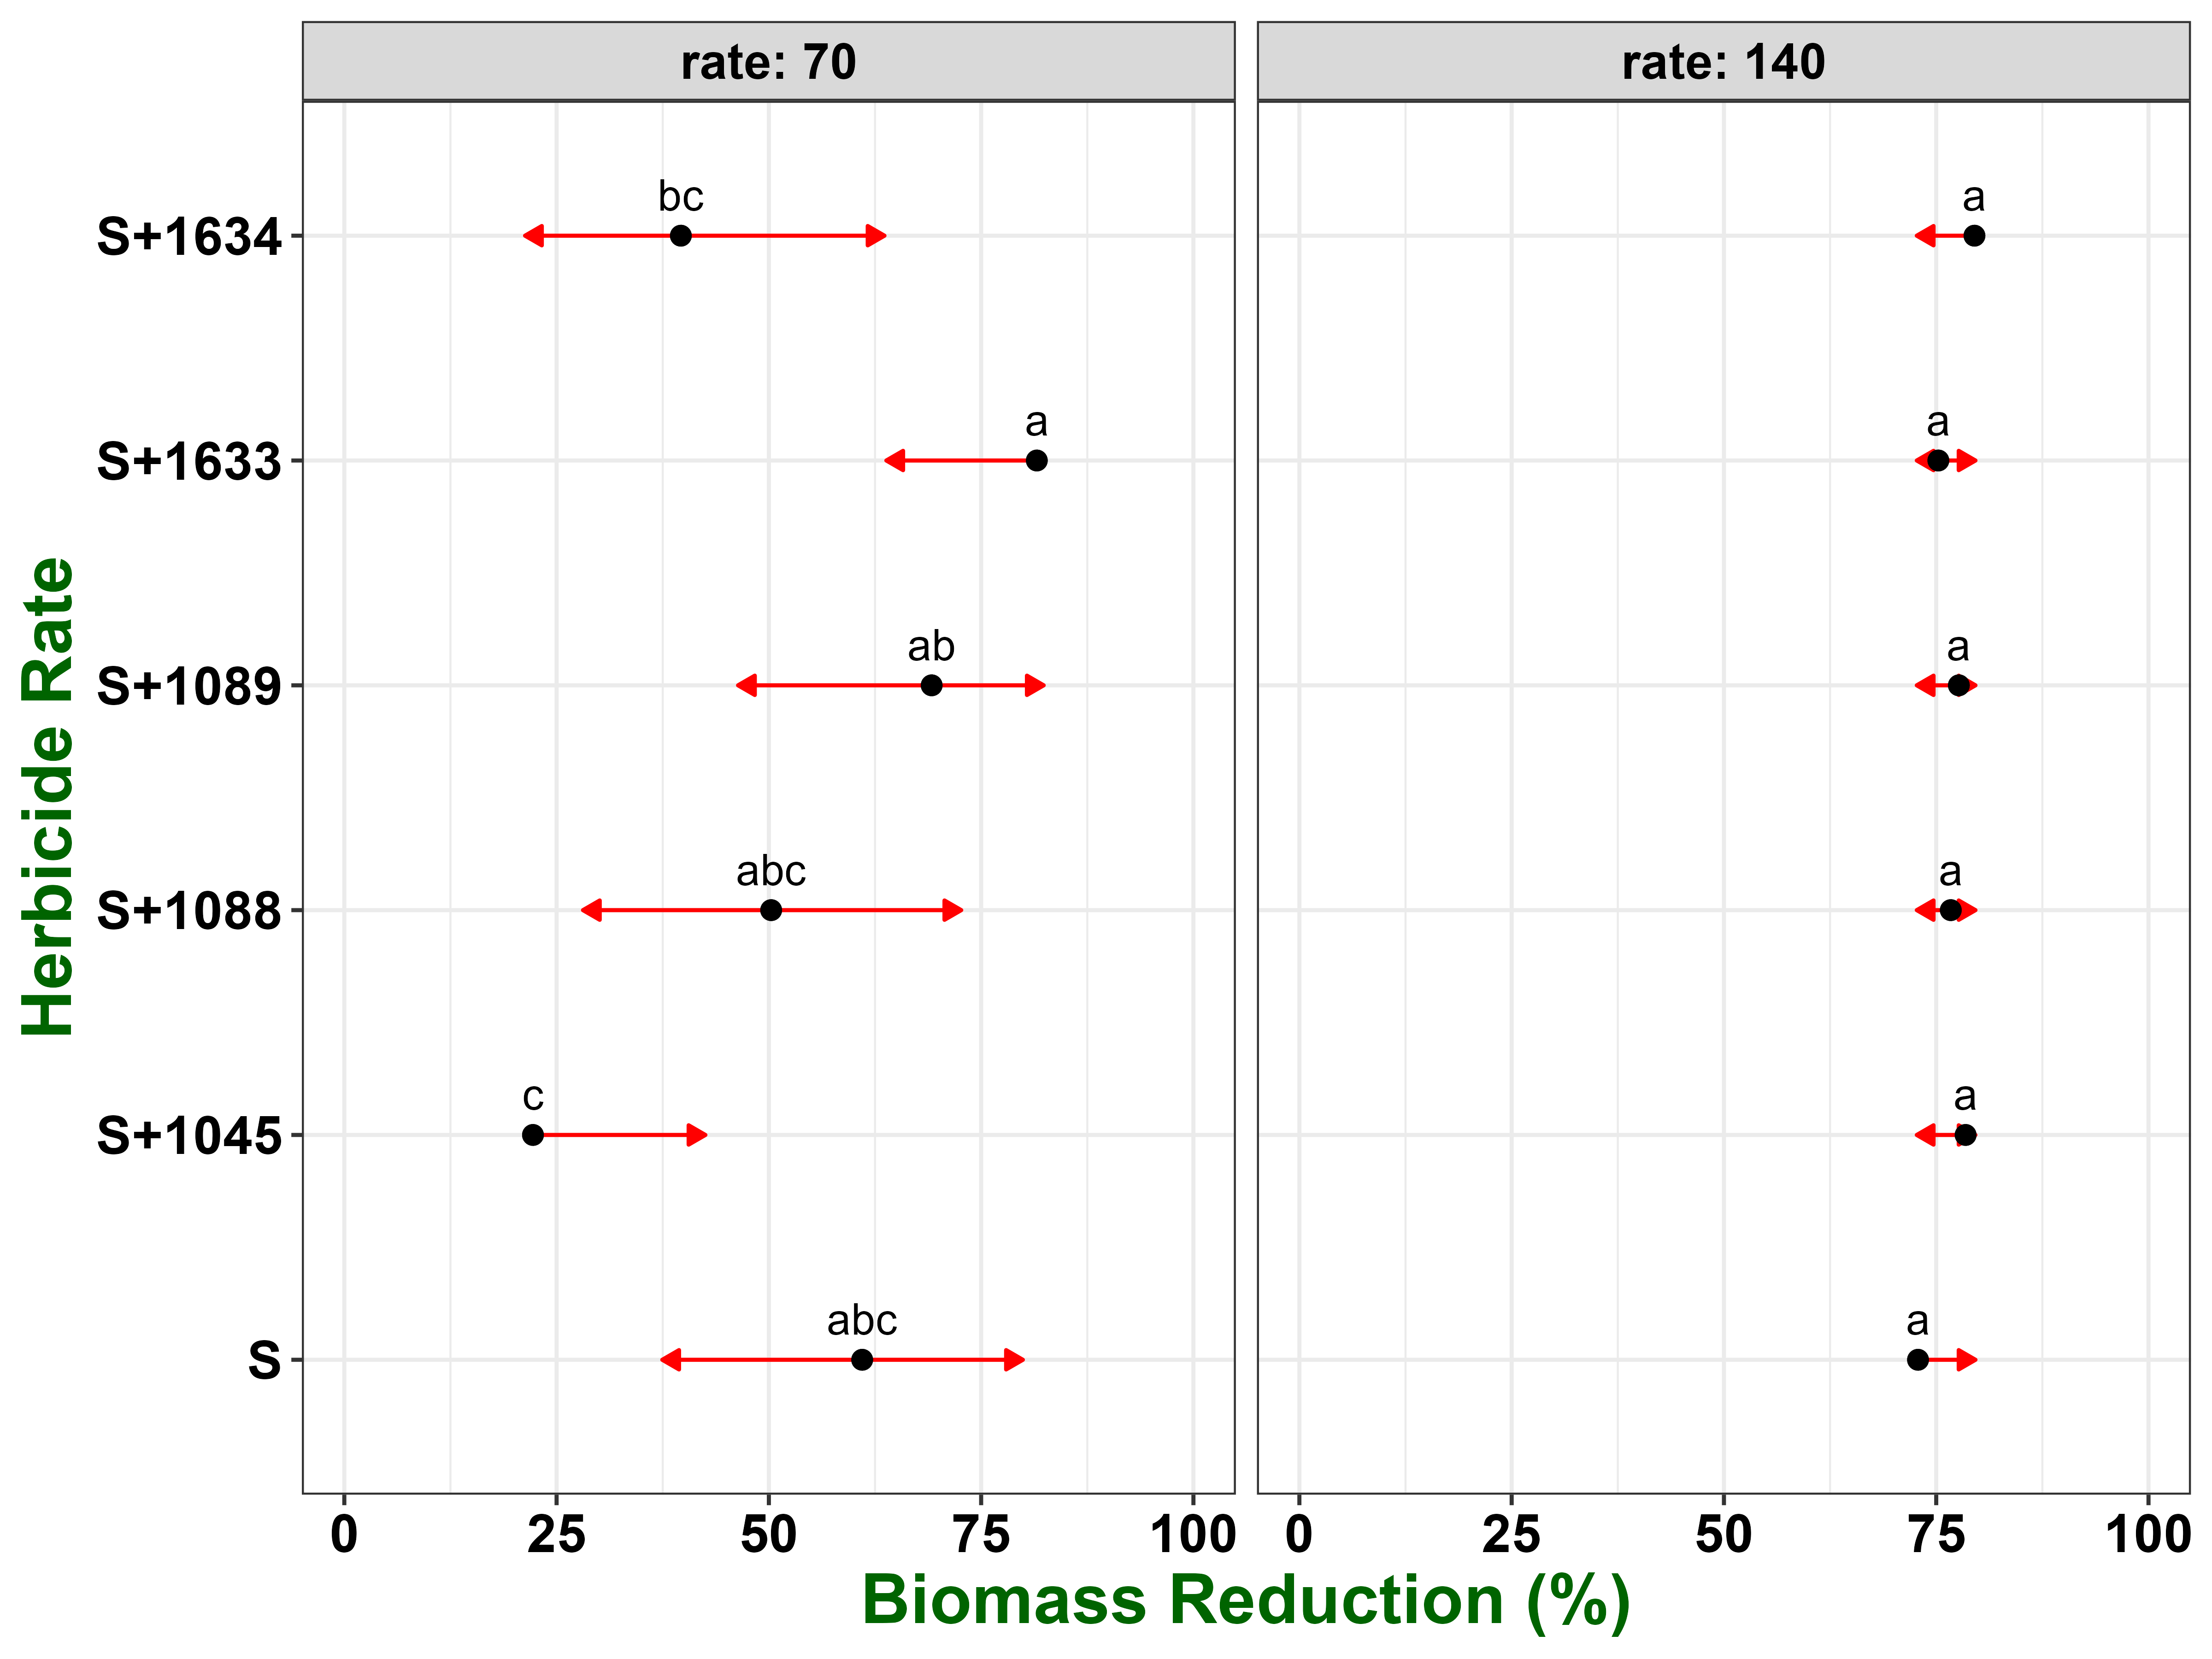 rate: 70
rate: 140
Herbicide Rate
S+1634
bc
a
S+1633
a
a
S+1089
ab
a
S+1088
abc
a
S+1045
c
a
S
abc
a
0 25 50 75 100
0 25 50 75 100
Biomass Reduction (%)